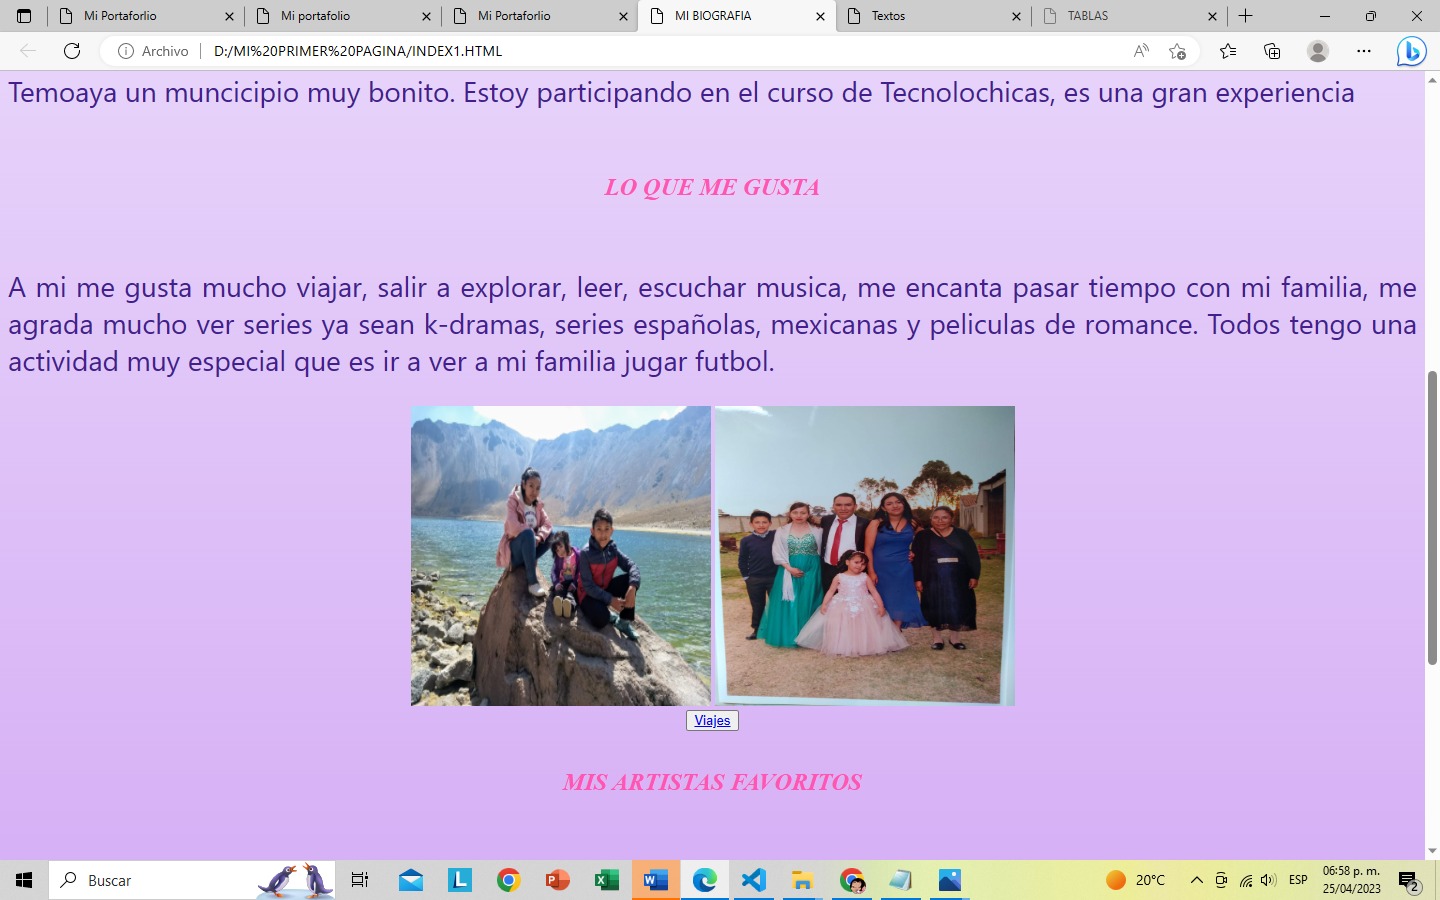 Mi Portaforlio
Mi portafolio
Mi Portaforlio
MI BIOGRAFIA
Textos
TABLAS
Archivo
D:/MI%20PRIMER%20PAGINA/INDEX1.HTML
Temoaya un muncicipio muy bonito. Estoy participando en el curso de Tecnolochicas, es una gran experiencia
LO QUE ME GUSTA
A mi me gusta mucho viajar, salir a explorar, leer, escuchar musica, me encanta pasar tiempo con mi familia, me
agrada mucho ver series ya sean k-dramas, series españolas, mexicanas y peliculas de romance. Todos tengo una
actividad muy especial que es ir a ver a mi familia jugar futbol.
Viajes
MIS ARTISTAS FAVORITOS
Buscar
20°C
ESP
06:58 p. m.
25/04/2023
2